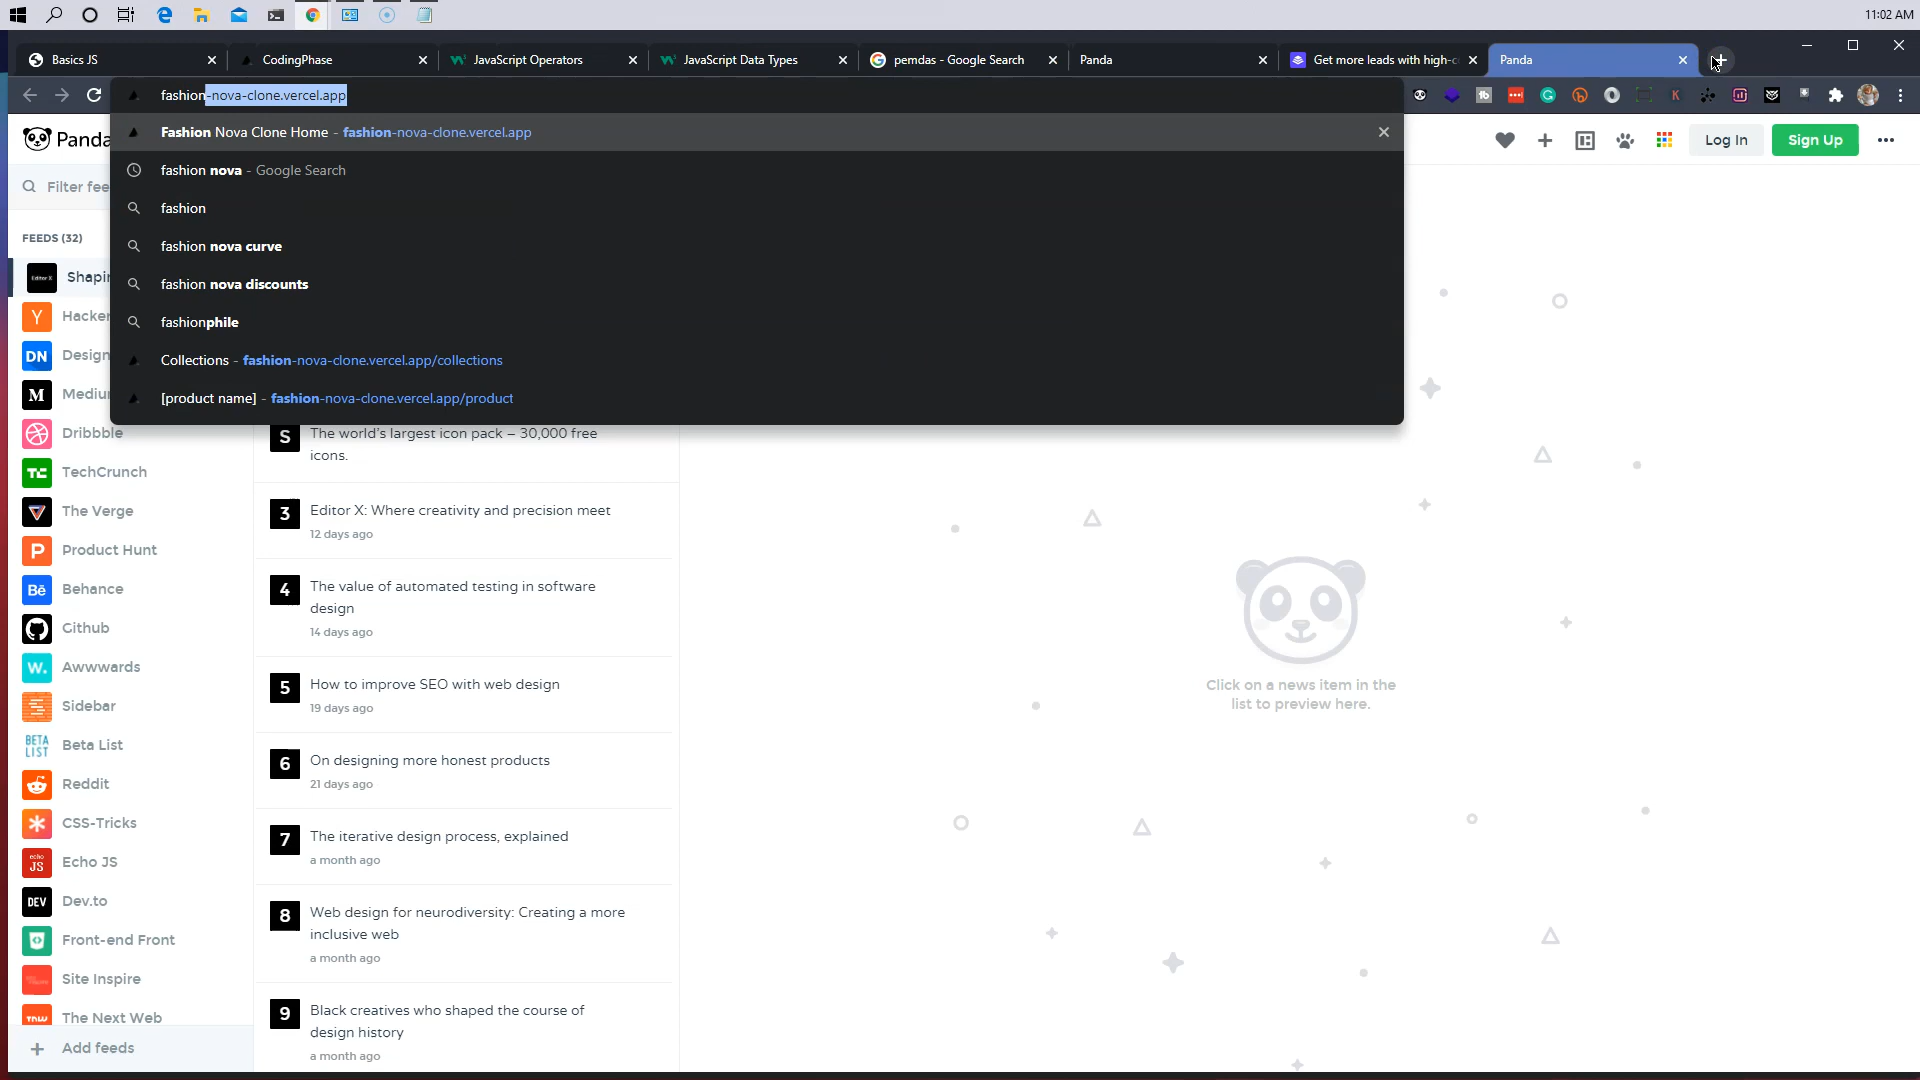 11:02 AM
Basics JS
CodingPhase
JavaScript Operators
JavaScript Data Types
pemdas - Google Search
Panda
Get more leads with high-c
Panda
fashion-nova-clone.vercel.app
Fashion Nova Clone Home - fashion-nova-clone.vercel.app
fashion nova - Google Search
fashion
fashion nova curve
fashion nova discounts
fashionphile
Collections - fashion-nova-clone.vercel.app/collections
[product name] - fashion-nova-clone.vercel.app/product
Panda
Log In
Sign Up
Filter fee
FEEDS (32)
Shapi
Hacker
Design
Mediu
Dribbble
TechCrunch
The Verge
Product Hunt
Behance
Github
Awwwards
Sidebar
Beta List
Reddit
CSS-Tricks
Echo JS
Dev.to
Front-end Front
Site Inspire
The Next Web
Add feeds
The world's largest icon pack – 30,000 free
icons.
3
Editor X: Where creativity and precision meet
12 days ago
4
The value of automated testing in software
design
14 days ago
5
How to improve SEO with web design
19 days ago
6
On designing more honest products
21 days ago
7
The iterative design process, explained
a month ago
8
Web design for neurodiversity: Creating a more
inclusive web
a month ago
9
Black creatives who shaped the course of
design history
a month ago
Click on a news item in the
list to preview here.